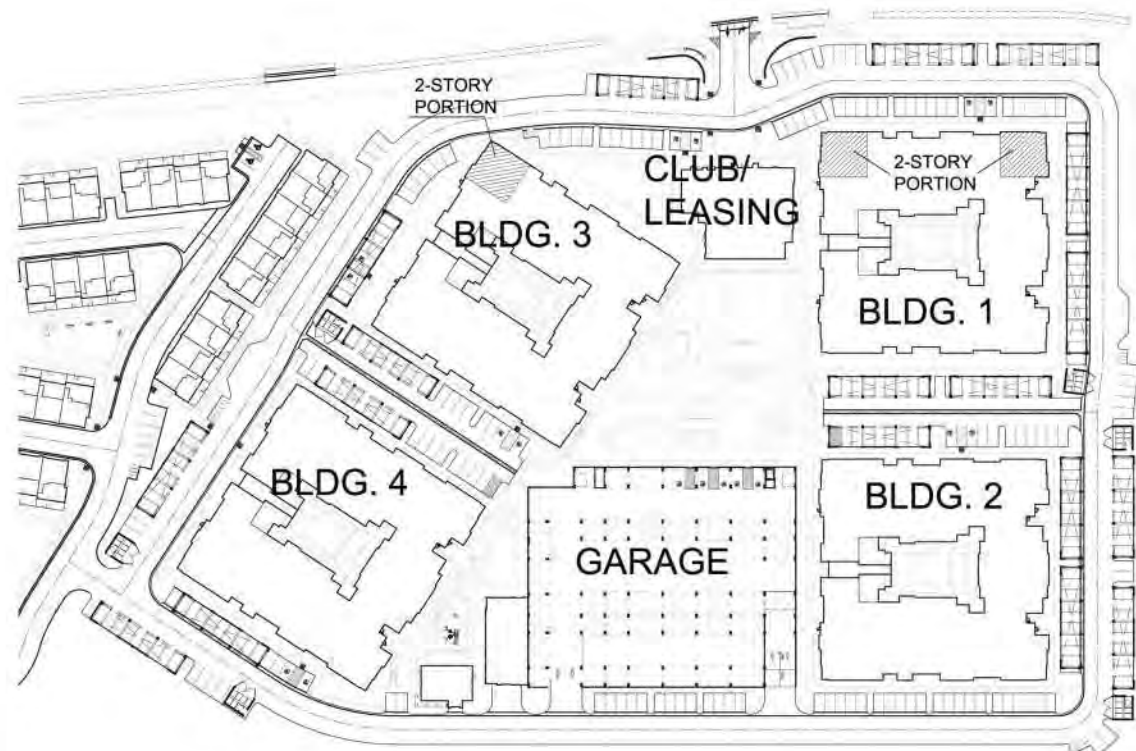 2-STORY
PORTION
CLUB/
LEASING
2-STORY
PORTION
BLDG. 3
BLDG. 1
BLDG. 4
BLDG. 2
GARAGE